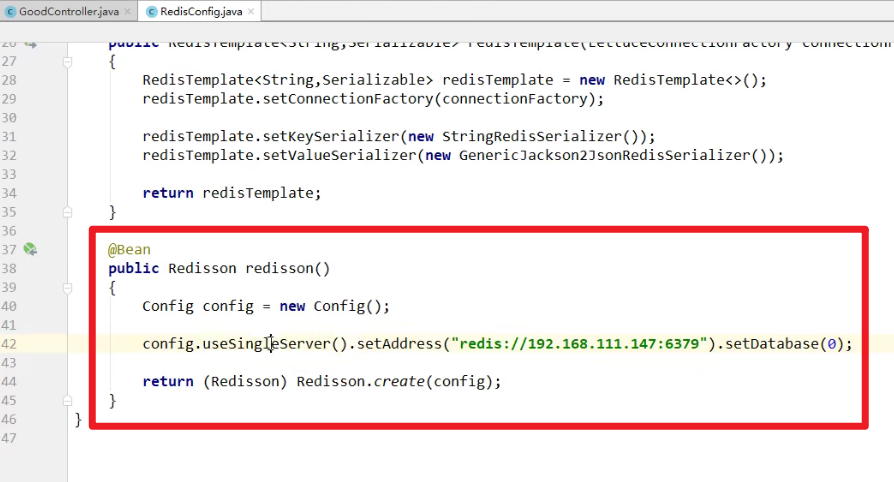 GoodController.java RedisConfig.java
26 public RedisTemplate<String,Serializable> redisTemplate(LettuceConnectionFactory
27 {
28 RedisTemplate<String,Serializable> redisTemplate = new RedisTemplate<>();
29 redisTemplate.setConnectionFactory(connectionFactory);
30
31 redisTemplate.setKeySerializer(new StringRedisSerializer());
32 redisTemplate.setValueSerializer(new GenericJackson2JsonRedisSerializer());
33
34 return redisTemplate;
35 }
36
37 @Bean
38 public Redisson redisson()
39 {
40 Config config = new Config();
41
42 config.useSingleServer().setAddress("redis://192.168.111.147:6379").setDatabase(0);
43
44 return (Redisson) Redisson.create(config);
45 }
46 }
47